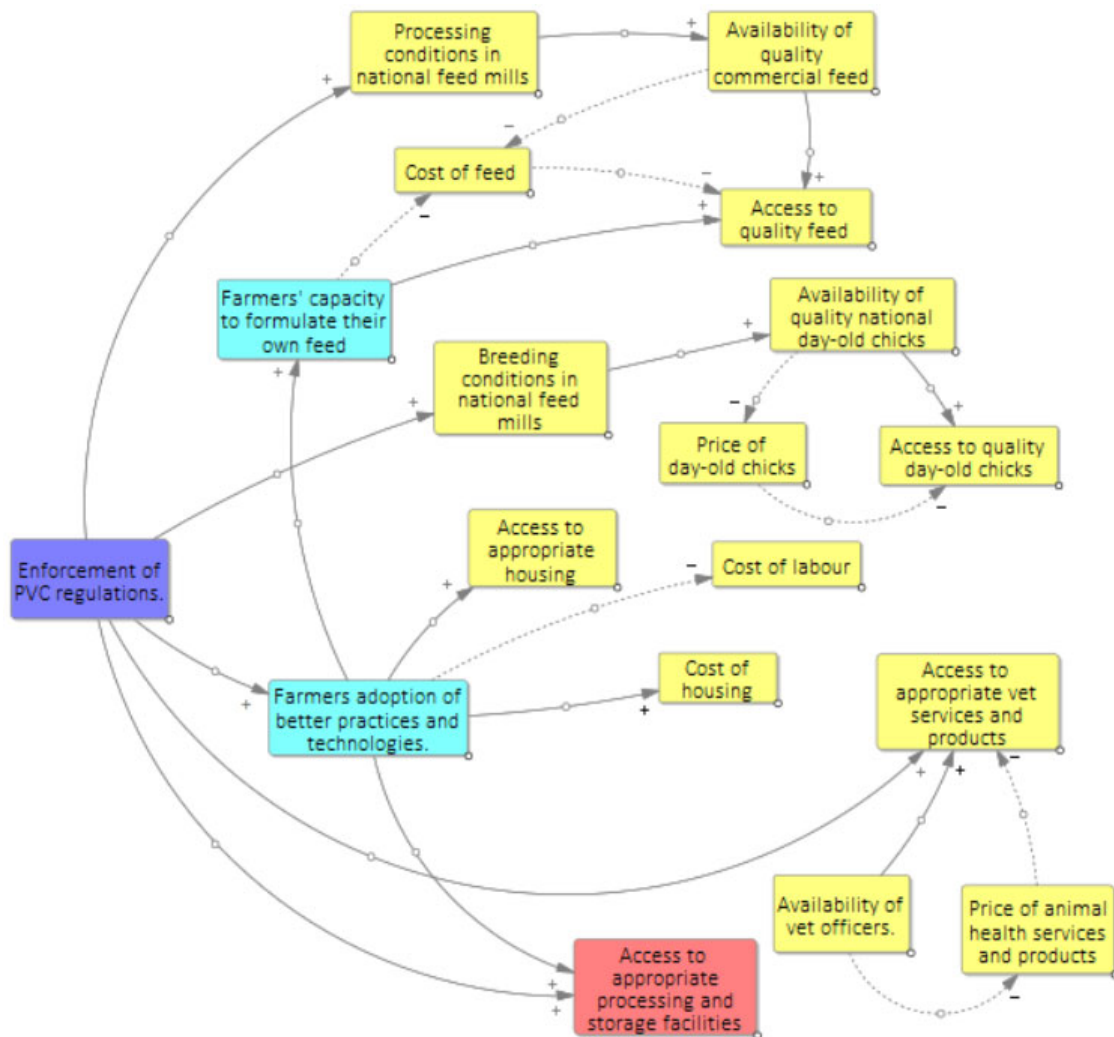 Processing
conditions in
national feed mills
Availability of
quality
commercial feed
Cost of feed
Access to
quality feed
Farmers' capacity
to formulate their
own feed
Availability of
quality national
day-old chicks
Breeding
conditions in
national feed
mills
Price of
day-old chicks
Access to quality
day-old chicks
Access to
appropriate
housing
Cost of labour
Enforcement of
PVC regulations.
Farmers adoption of
better practices and
technologies.
Cost of
housing
Access to
appropriate vet
services and
products
Availability of
vet officers.
Price of animal
health services
and products
Access to
appropriate
processing and
storage facilities